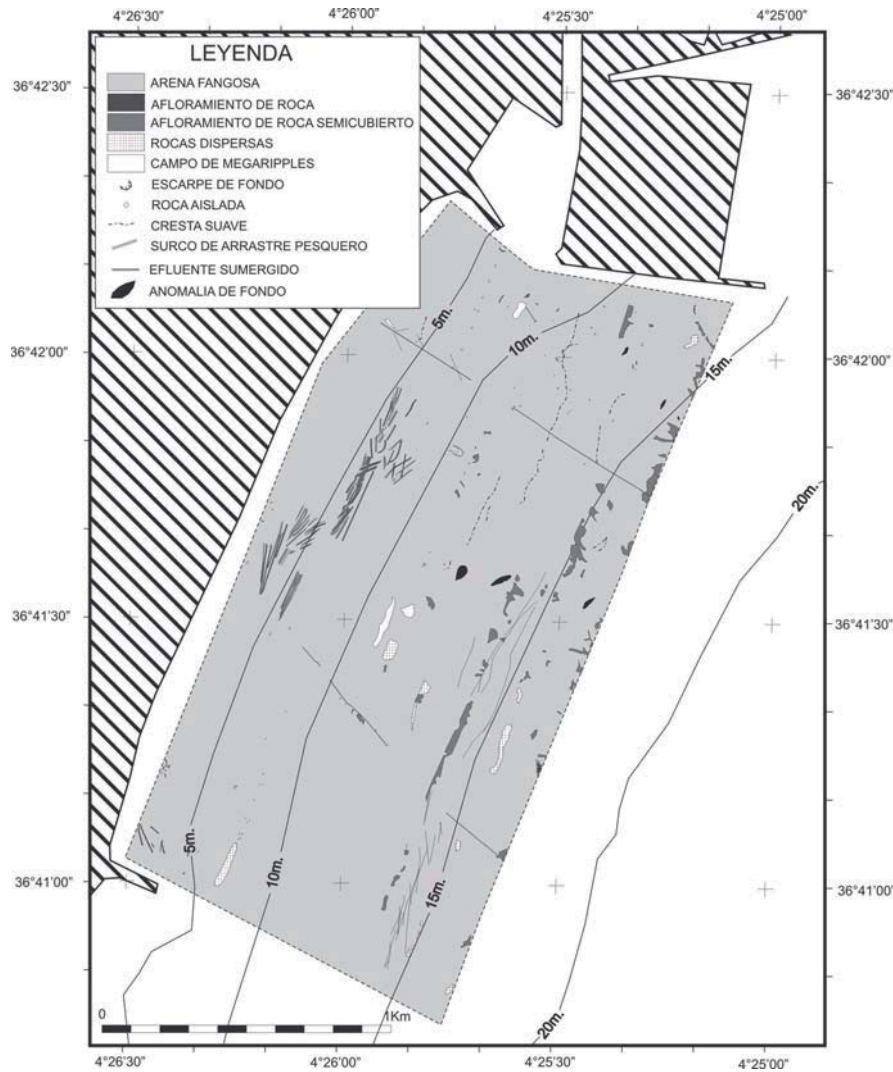 4°26'30" 4°26'00" 4°25'30" 4°25'00"
LEYENDA
ARENA FANGOSA
AFLORAMIENTO DE ROCA
AFLORAMIENTO DE ROCA SEMICUBIERTO
ROCAS DISPERSAS
CAMPO DE MEGARIPPLES
ESCARPE DE FONDO
ROCA AISLADA
CRESTA SUAVE
SURCO DE ARRASTRE PESQUERO
EFLUENTE SUMERGIDO
ANOMALIA DE FONDO
36°42'30" 36°42'30"
5m.
10m.
15m.
36°42'00" 36°42'00"
20m.
36°41'30" 36°41'30"
5m.
10m.
15m.
36°41'00" 36°41'00"
20m.
0 1Km
4°26'30" 4°26'00" 4°25'30" 4°25'00"